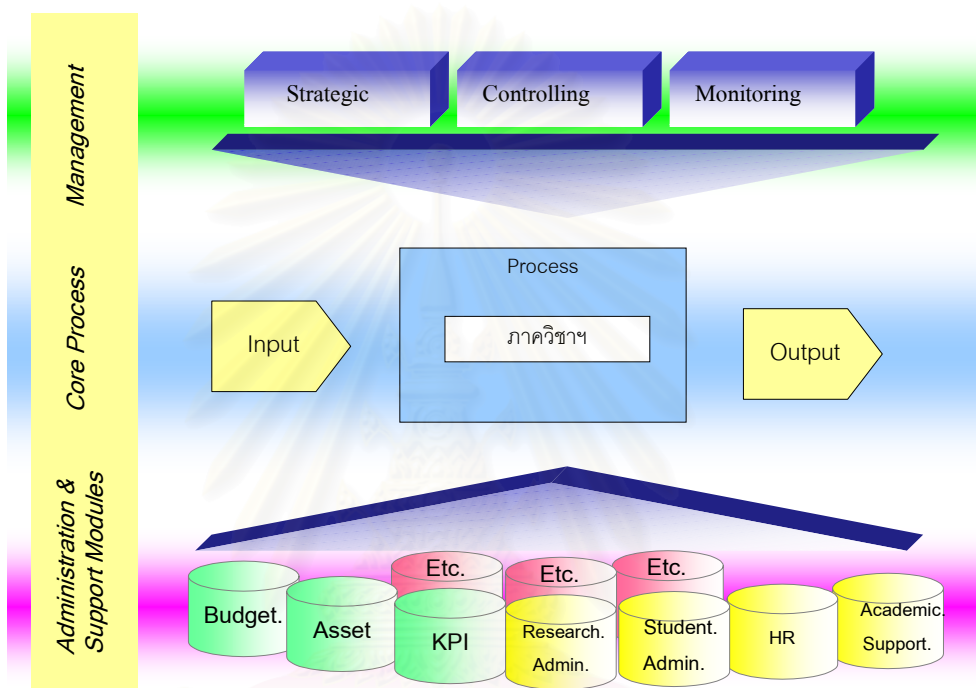 Management
Strategic
Controlling
Monitoring
Core Process
Process
Input
ภาควิชาฯ
Output
Administration &
Support Modules
Etc.
Etc.
Etc.
Budget.
Asset
KPI
Research.
Admin.
Student.
Admin.
HR
Academic.
Support.